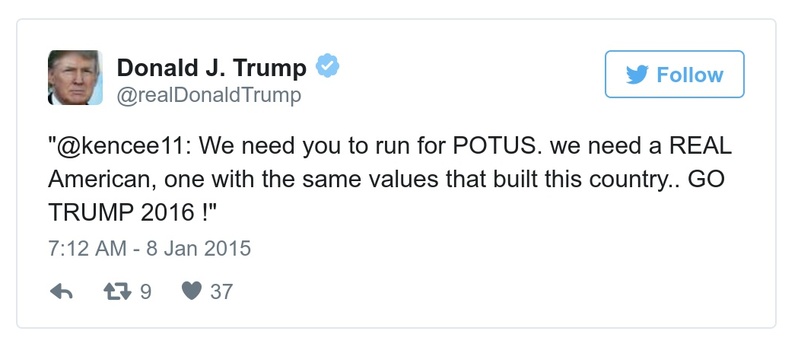 Donald J. Trump
@realDonaldTrump
Follow
"@kencee11: We need you to run for POTUS. we need a REAL
American, one with the same values that built this country.. GO
TRUMP 2016 !"
7:12 AM - 8 Jan 2015
9 37